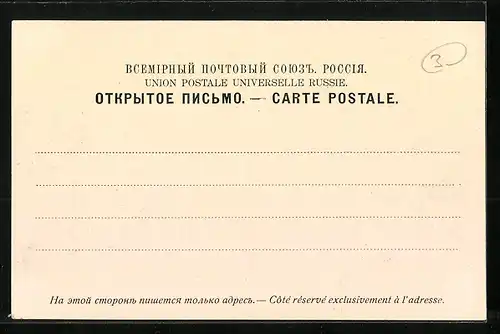 3-
ВСЕМІРНЫЙ ПОЧТОВЫЙ СОЮЗЪ. РОССІЯ.
UNION POSTALE UNIVERSELLE RUSSIE.
ОТКРЫТОЕ ПИСЬМО. — CARTE POSTALE.
На этой сторонѣ пишется только адресъ. — Côté réservé exclusivement à l'adresse.